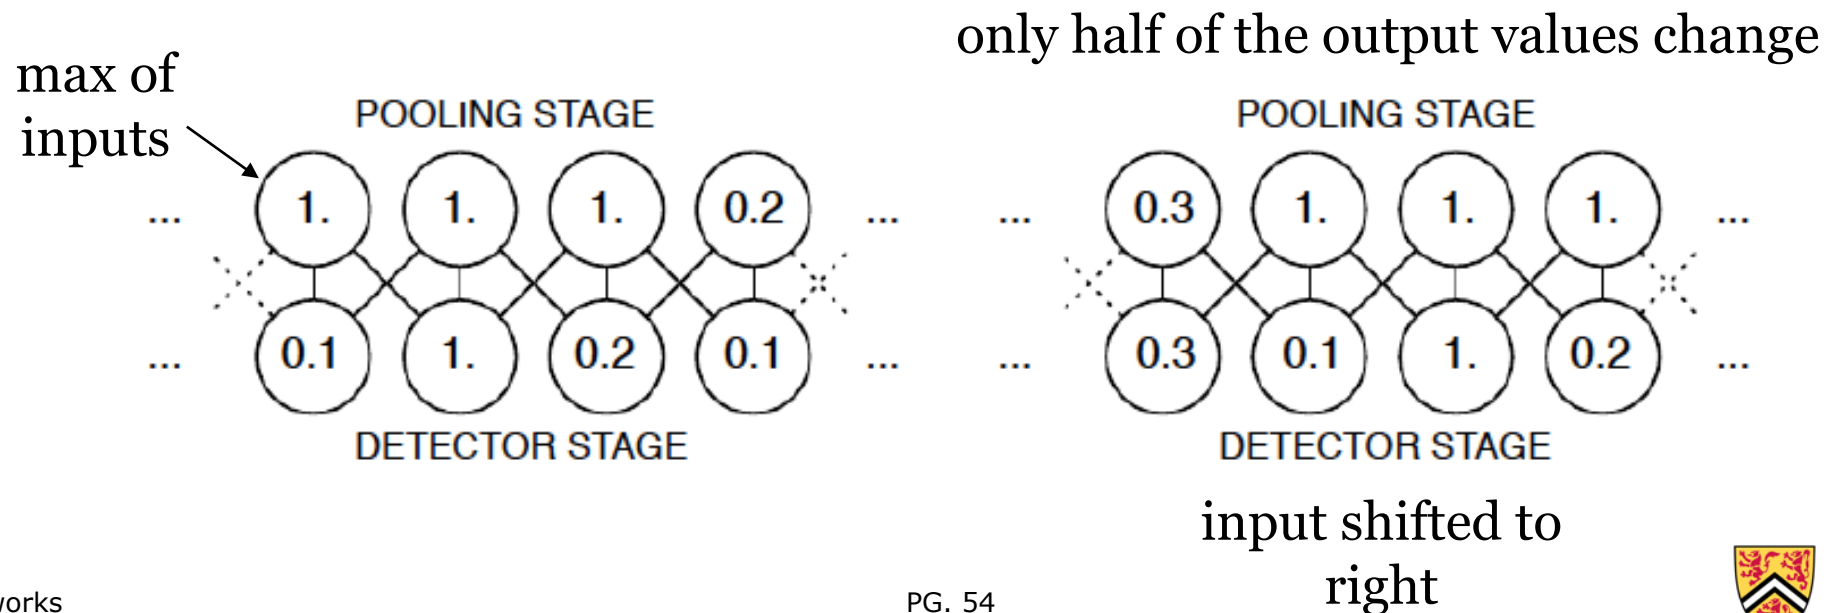 only half of the output values change
max of
inputs
POOLING STAGE
POOLING STAGE
... 1. 1. 1. 0.2 ...
... 0.3 1. 1. 1. ...
... 0.1 1. 0.2 0.1 ...
... 0.3 0.1 1. 0.2 ...
DETECTOR STAGE
DETECTOR STAGE
input shifted to
right
works
PG. 54